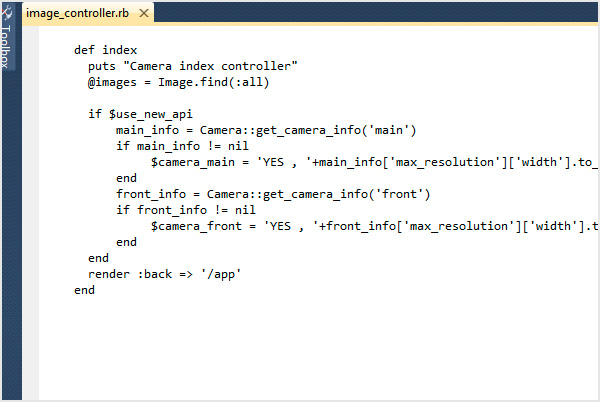 image_controller.rb
Toolbox
def index
puts "Camera index controller"
@images = Image.find(:all)
if $use_new_api
main_info = Camera::get_camera_info('main')
if main_info != nil
$camera_main = 'YES , '+main_info['max_resolution']['width'].to_
end
front_info = Camera::get_camera_info('front')
if front_info != nil
$camera_front = 'YES , '+front_info['max_resolution']['width'].t
end
end
render :back => '/app'
end